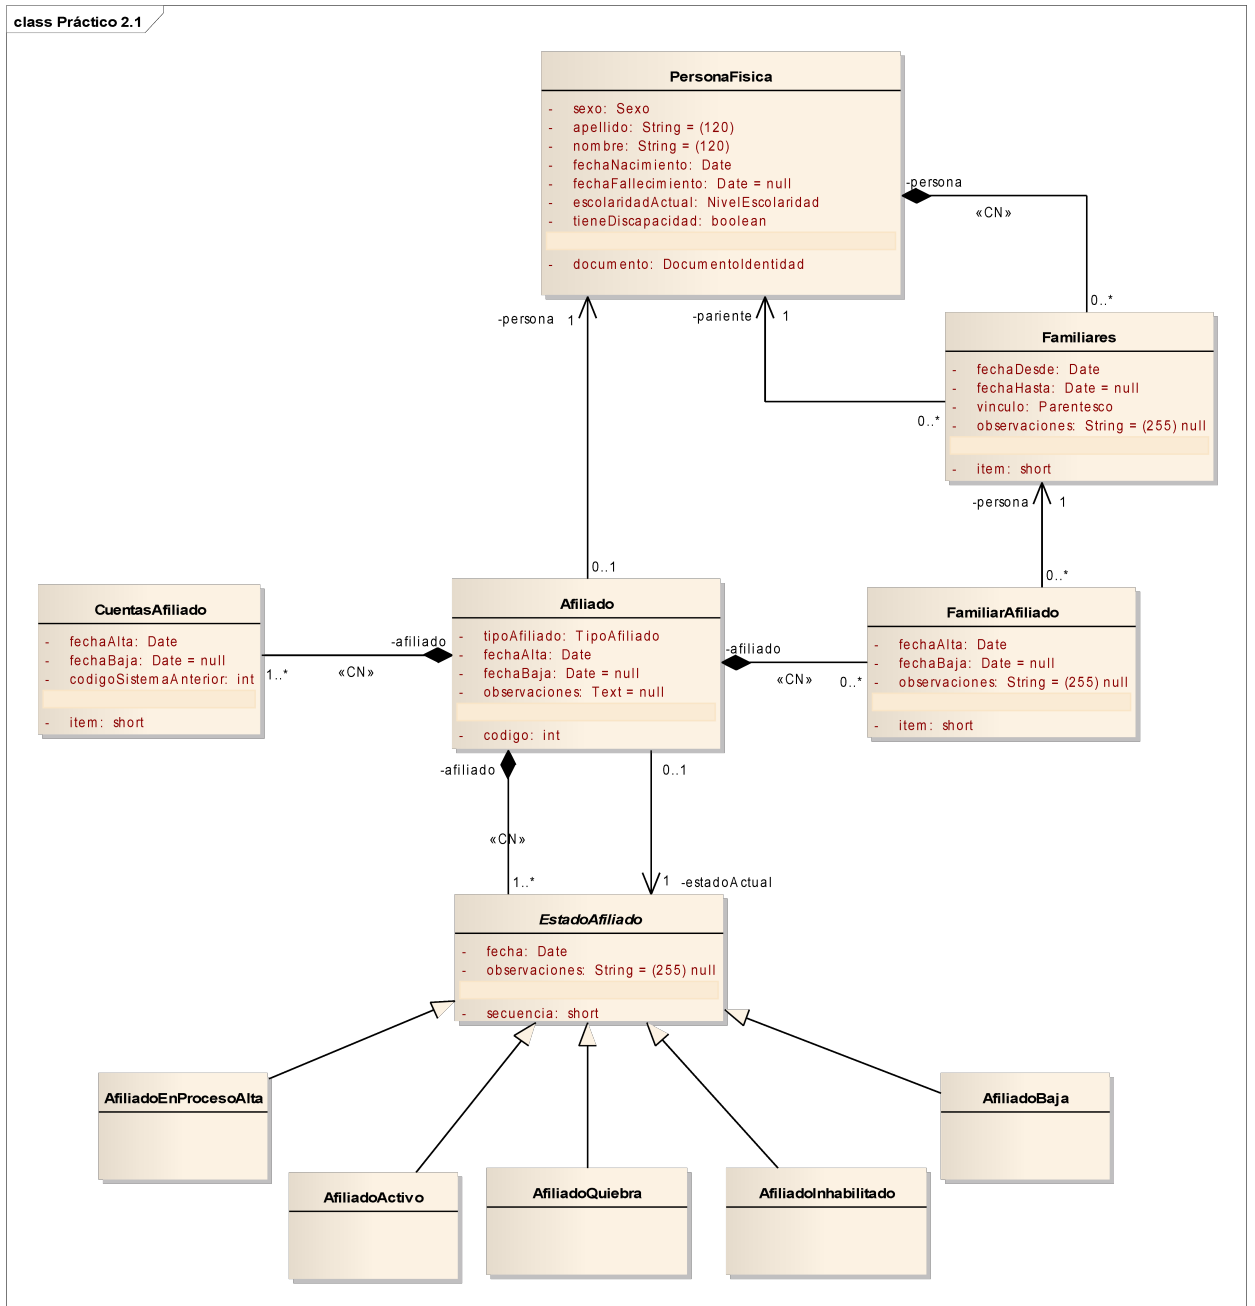 class Práctico 2.1
PersonaFisica
- sexo: Sexo
- apellido: String = (120)
- nombre: String = (120)
- fechaNacimiento: Date
- fechaFallecimiento: Date = null
- escolaridadActual: NivelEscolaridad
- tieneDiscapacidad: boolean
- documento: DocumentoIdentidad
-persona
«CN»
0..*
-persona 1
-pariente 1
Familiares
- fechaDesde: Date
- fechaHasta: Date = null
- vinculo: Parentesco
- observaciones: String = (255) null
- item: short
0..*
-persona 1
0..1
0..*
CuentasAfiliado
- fechaAlta: Date
- fechaBaja: Date = null
- codigoSistemaAnterior: int
- item: short
-afiliado
1..*
«CN»
Afiliado
- tipoAfiliado: TipoAfiliado
- fechaAlta: Date
- fechaBaja: Date = null
- observaciones: Text = null
- codigo: int
-afiliado
«CN»
0..*
FamiliarAfiliado
- fechaAlta: Date
- fechaBaja: Date = null
- observaciones: String = (255) null
- item: short
-afiliado
0..1
«CN»
1..*
1 -estadoActual
EstadoAfiliado
- fecha: Date
- observaciones: String = (255) null
- secuencia: short
AfiliadoEnProcesoAlta
AfiliadoActivo
AfiliadoQuiebra
AfiliadoInhabilitado
AfiliadoBaja